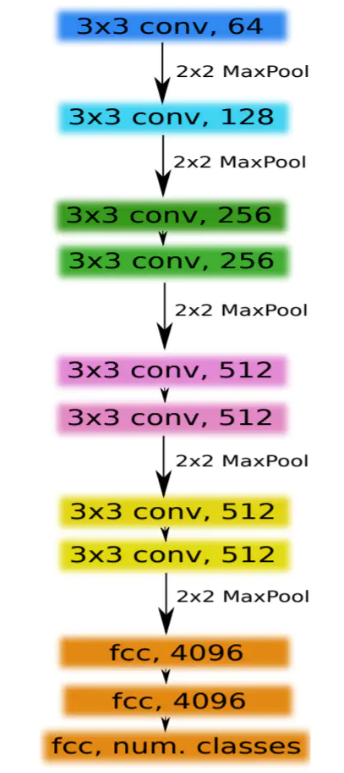 3x3 conv, 64
2x2 MaxPool
3x3 conv, 128
2x2 MaxPool
3x3 conv, 256
3x3 conv, 256
2x2 MaxPool
3x3 conv, 512
3x3 conv, 512
2x2 MaxPool
3x3 conv, 512
3x3 conv, 512
2x2 MaxPool
fcc, 4096
fcc, 4096
fcc, num. classes